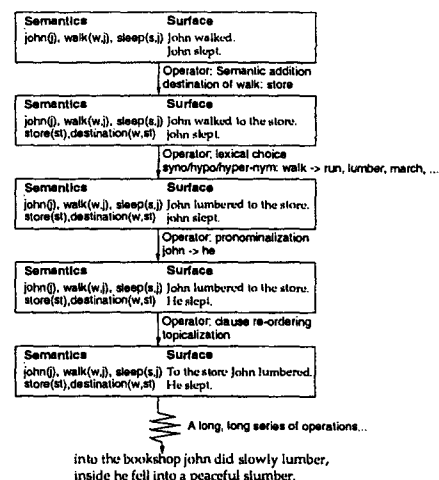 Semantics Surface
john(j), walk(w,j), sleep(s,j) John walked.
John slept.
Operator: Semantic addition
destination of walk: store
Semantics Surface
john(j), walk(w,j), sleep(s,j) John walked to the store.
store(st),destination(w,st) john slept.
Operator: lexical choice
syno/hypo/hyper-nym: walk -> run, lumber, march, ...
Semantics Surface
john(j), walk(w,j), sleep(s,j) John lumbered to the store.
store(st),destination(w,st) john slept.
Operator: pronominalization
john -> he
Semantics Surface
john(j), walk(w,j), sleep(s,j) John lumbered to the store.
store(st),destination(w,st) He slept.
Operator: clause re-ordering
topicalization
Semantics Surface
john(j), walk(w,j), sleep(s,j) To the store John lumbered.
store(st),destination(w,st) He slept.
A long, long series of operations...
into the bookshop john did slowly lumber,
inside he fell into a peaceful slumber.